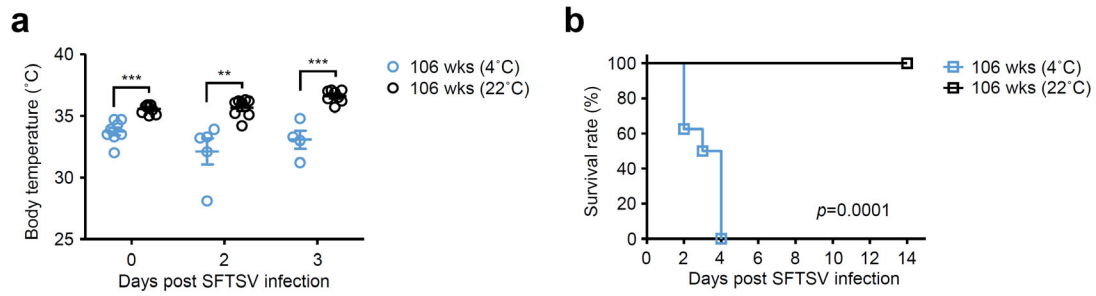 a
Body temperature (˚C)
40
35
30
25
***
**
***
0
2
3
Days post SFTSV infection
106 wks (4˚C)
106 wks (22˚C)
b
Survival rate (%)
100
80
60
40
20
0
p=0.0001
0 2 4 6 8 10 12 14
Days post SFTSV infection
106 wks (4˚C)
106 wks (22˚C)